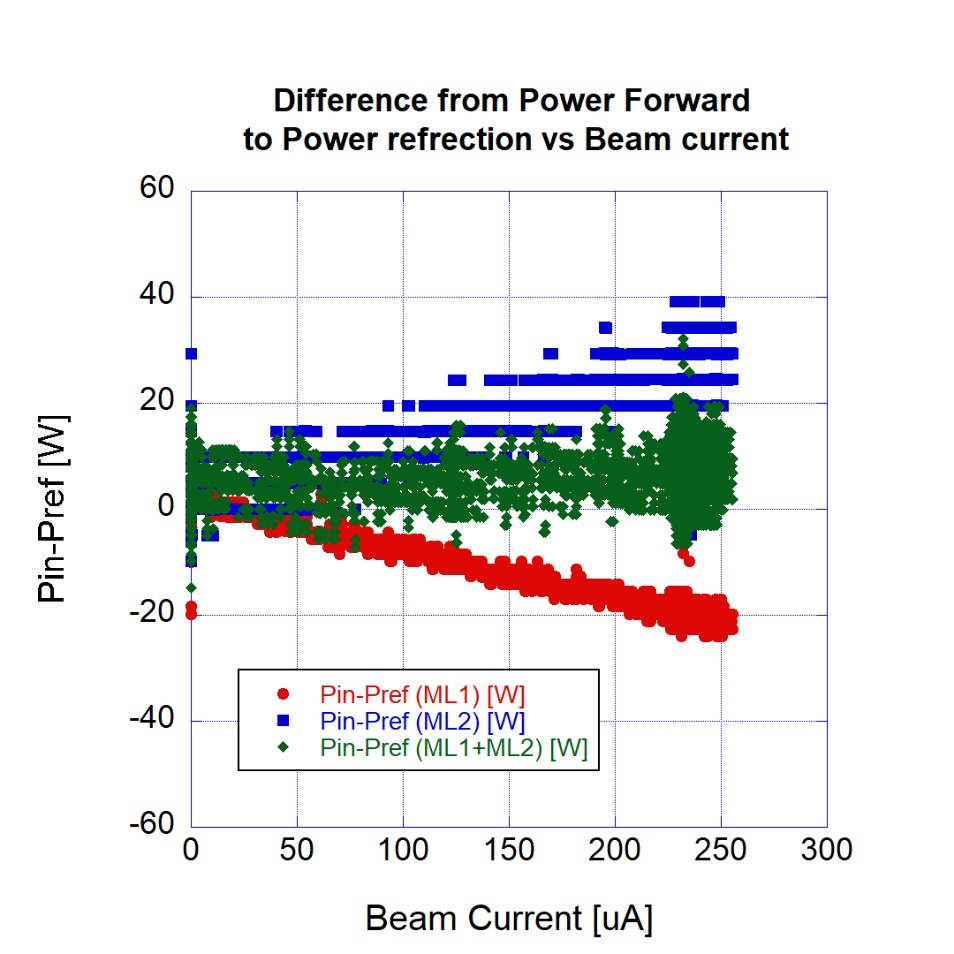 Difference from Power Forward
to Power refrection vs Beam current
60
40
20
0
-20
-40
-60
Pin-Pref [W]
Pin-Pref (ML1) [W]
Pin-Pref (ML2) [W]
Pin-Pref (ML1+ML2) [W]
0 50 100 150 200 250 300
Beam Current [uA]